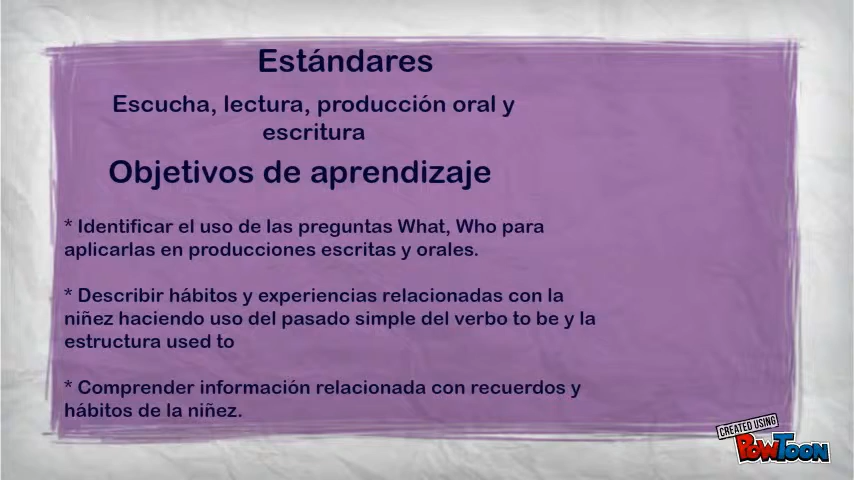 Estándares
Escucha, lectura, producción oral y
escritura
Objetivos de aprendizaje
* Identificar el uso de las preguntas What, Who para
aplicarlas en producciones escritas y orales.
* Describir hábitos y experiencias relacionadas con la
niñez haciendo uso del pasado simple del verbo to be y la
estructura used to
* Comprender información relacionada con recuerdos y
hábitos de la niñez.
CREATED USING
POWTOON